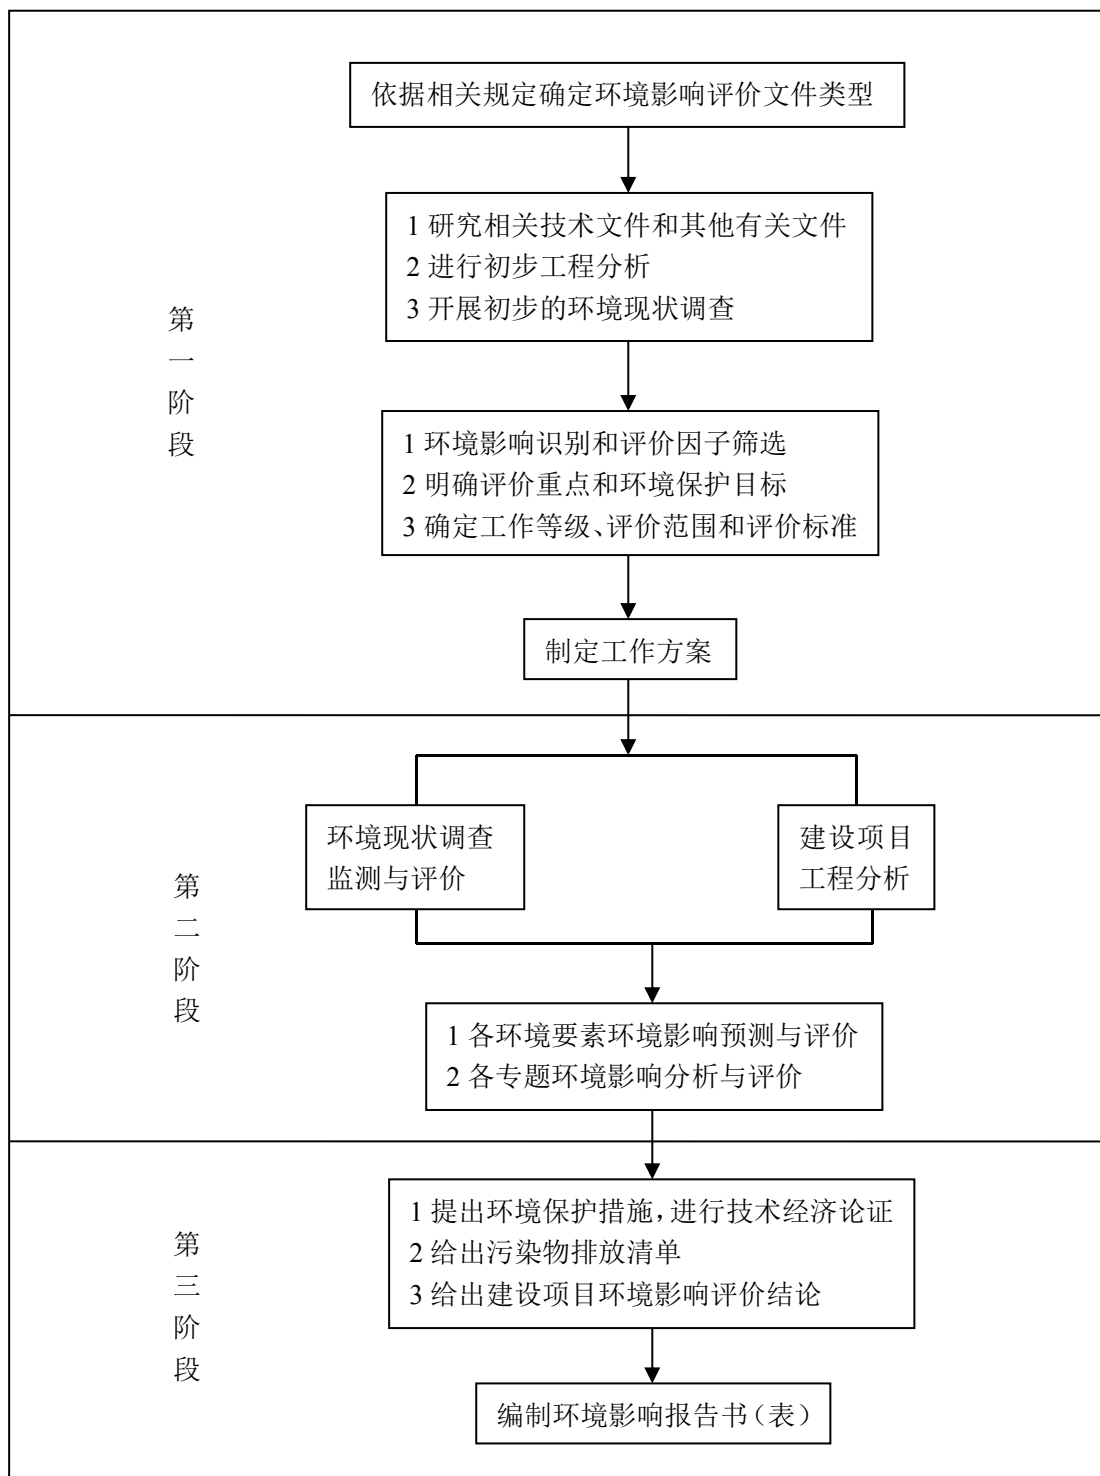 依据相关规定确定环境影响评价文件类型
1 研究相关技术文件和其他有关文件
2 进行初步工程分析
3 开展初步的环境现状调查
第一阶段
1 环境影响识别和评价因子筛选
2 明确评价重点和环境保护目标
3 确定工作等级、评价范围和评价标准
制定工作方案
环境现状调查
监测与评价
建设项目
工程分析
第二阶段
1 各环境要素环境影响预测与评价
2 各专题环境影响分析与评价
1 提出环境保护措施,进行技术经济论证
2 给出污染物排放清单
3 给出建设项目环境影响评价结论
第三阶段
编制环境影响报告书(表)